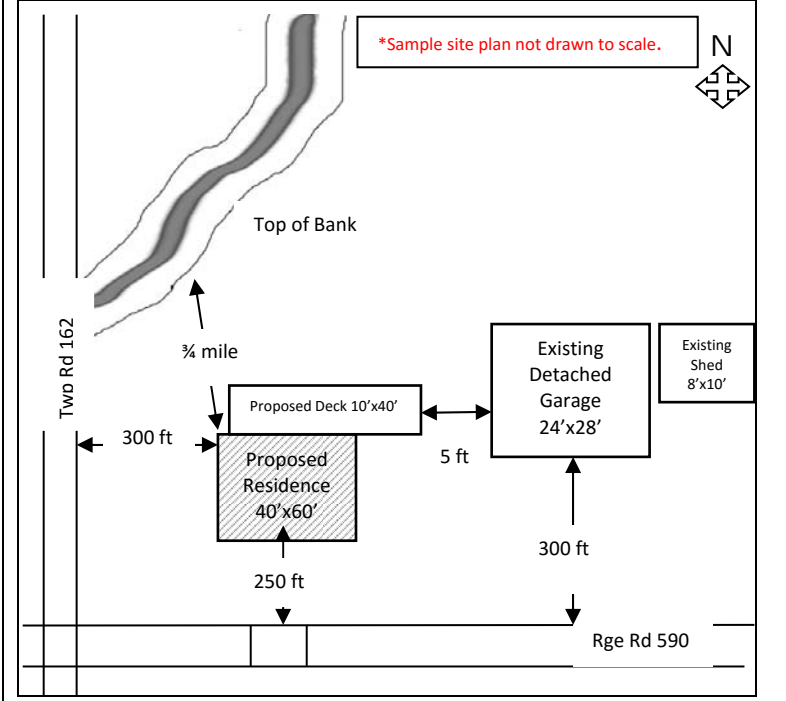 *Sample site plan not drawn to scale.
N
Top of Bank
Twp Rd 162
¾ mile
Existing
Detached
Garage
24’x28’
Existing
Shed
8’x10’
Proposed Deck 10’x40’
300 ft
5 ft
Proposed
Residence
40’x60’
300 ft
250 ft
Rge Rd 590